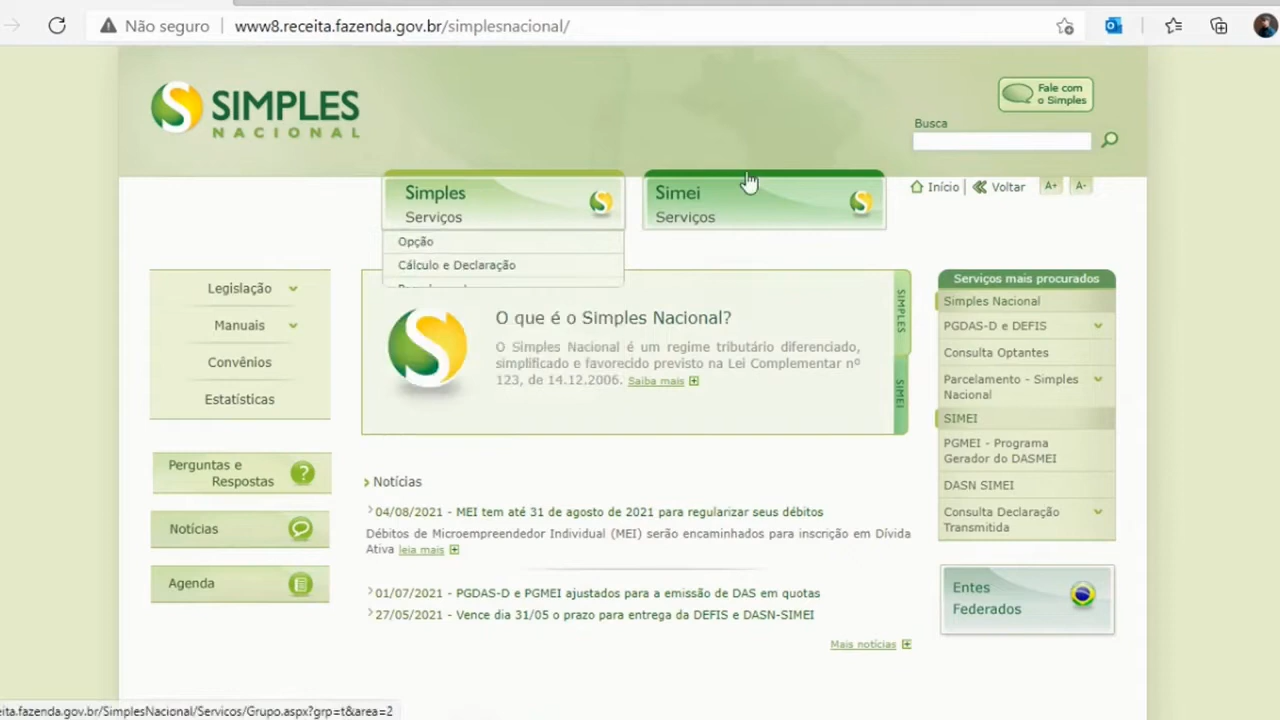 Não seguro
www8.receita.fazenda.gov.br/simplesnacional/
SIMPLES
NACIONAL
Fale com
o Simples
Busca
Simples
Serviços
Simei
Serviços
Início
Voltar
A+
A-
Opção
Cálculo e Declaração
Legislação
Manuais
Convênios
Estatísticas
Perguntas e
Respostas
Notícias
Agenda
O que é o Simples Nacional?
O Simples Nacional é um regime tributário diferenciado,
simplificado e favorecido previsto na Lei Complementar nº
123, de 14.12.2006. Saiba mais
SIMPLES
SIMEI
Notícias
04/08/2021 - MEI tem até 31 de agosto de 2021 para regularizar seus débitos
Débitos de Microempreendedor Individual (MEI) serão encaminhados para inscrição em Dívida
Ativa leia mais
01/07/2021 - PGDAS-D e PGMEI ajustados para a emissão de DAS em quotas
27/05/2021 - Vence dia 31/05 o prazo para entrega da DEFIS e DASN-SIMEI
Mais notícias
Serviços mais procurados
Simples Nacional
PGDAS-D e DEFIS
Consulta Optantes
Parcelamento - Simples
Nacional
SIMEI
PGMEI - Programa
Gerador do DASMEI
DASN SIMEI
Consulta Declaração
Transmitida
Entes
Federados
eita.fazenda.gov.br/SimplesNacional/Servicos/Grupo.aspx?grp=t&area=2